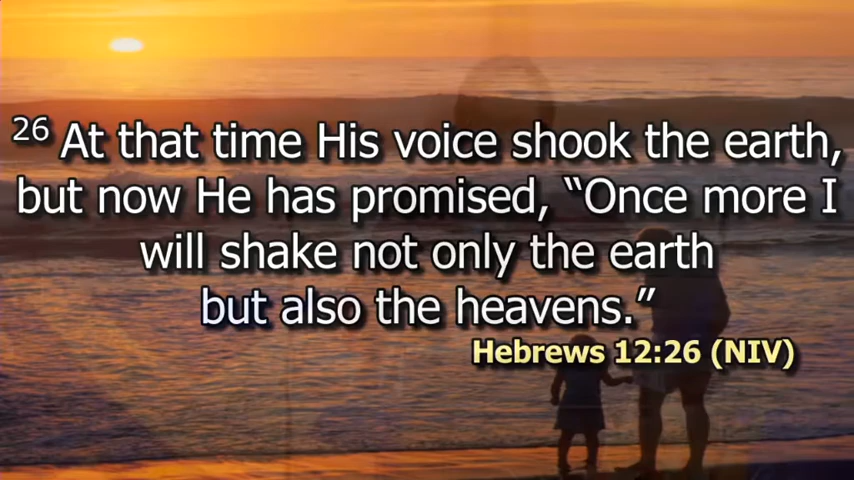 26 At that time His voice shook the earth,
but now He has promised, “Once more I
will shake not only the earth
but also the heavens.”
Hebrews 12:26 (NIV)